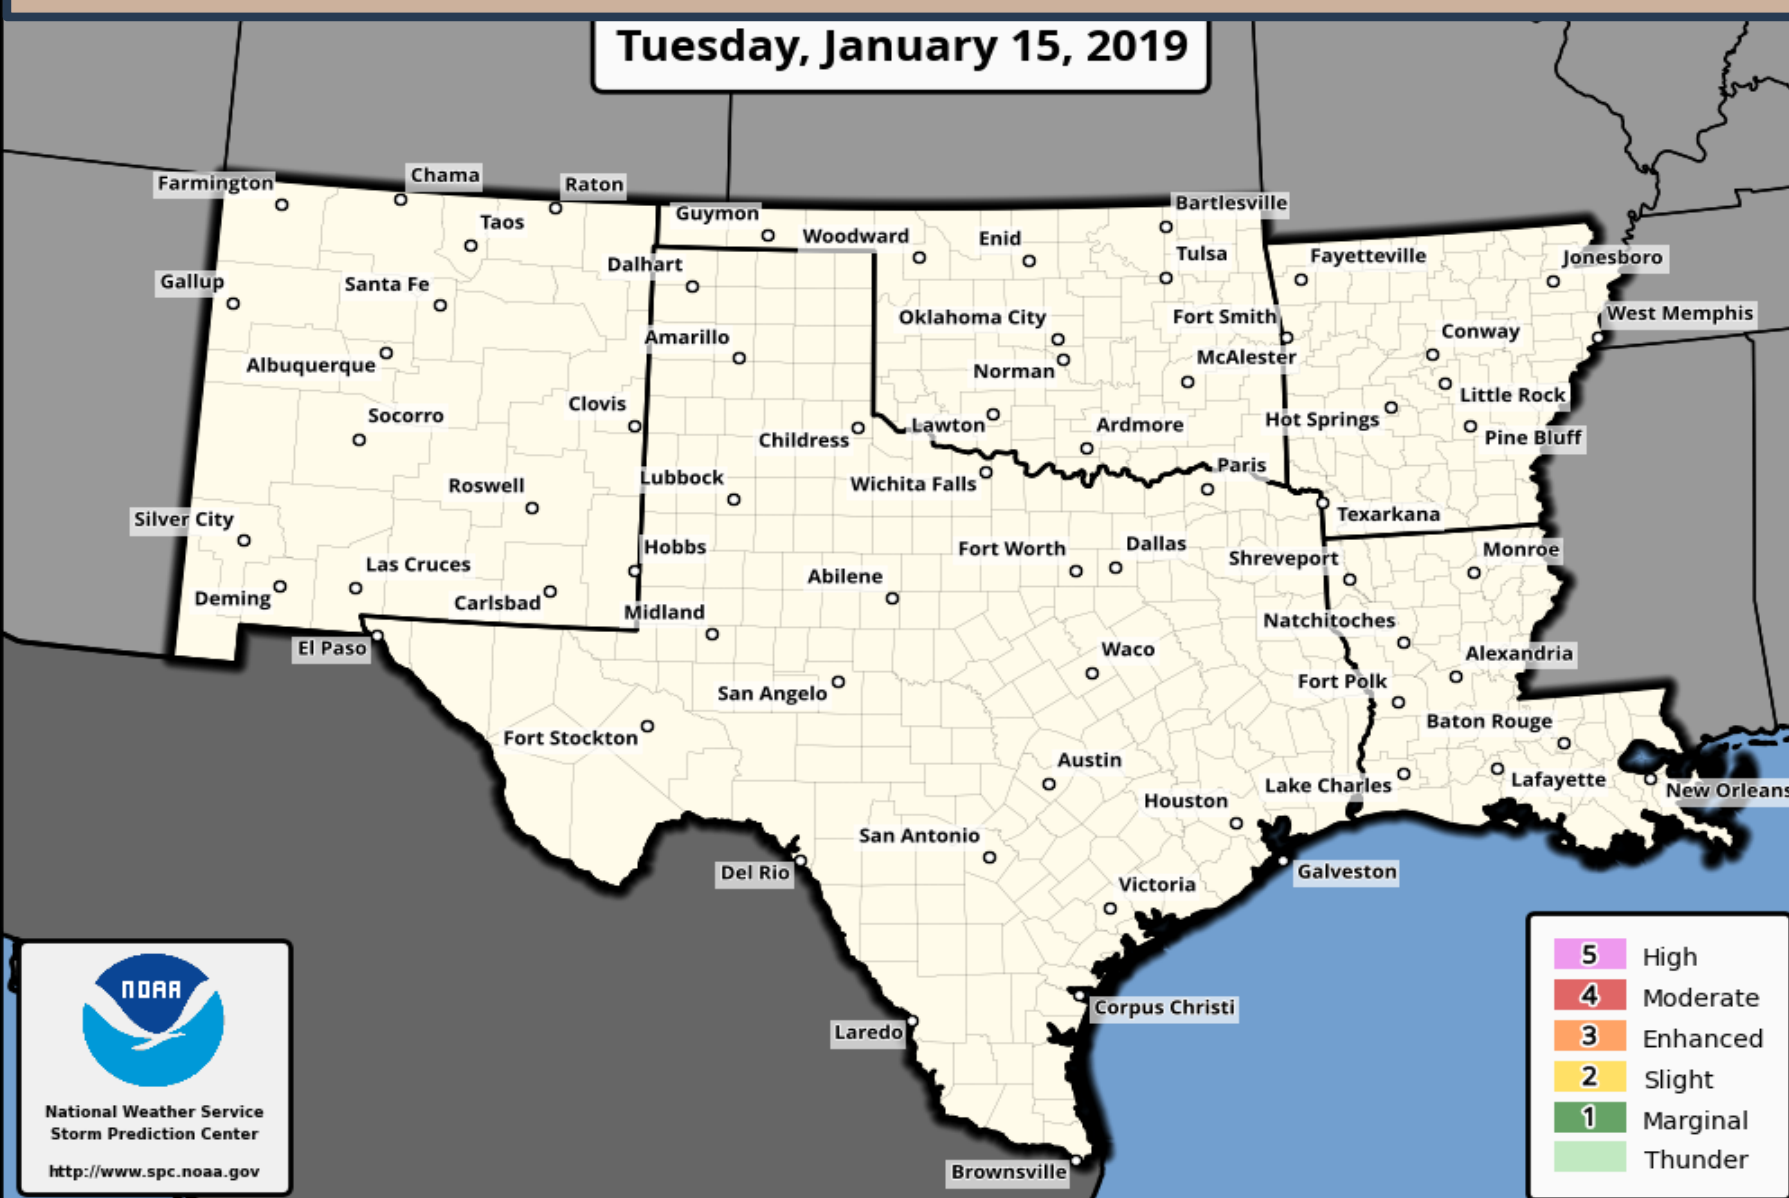 Tuesday, January 15, 2019
Farmington
Chama
Raton
Taos
Guymon
Woodward
Enid
Bartlesville
Tulsa
Fayetteville
Jonesboro
Gallup
Santa Fe
Dalhart
Oklahoma City
Fort Smith
West Memphis
Amarillo
Conway
Albuquerque
Norman
McAlester
Little Rock
Clovis
Socorro
Childress
Lawton
Ardmore
Hot Springs
Pine Bluff
Roswell
Lubbock
Wichita Falls
Paris
Texarkana
Silver City
Hobbs
Fort Worth
Dallas
Shreveport
Monroe
Las Cruces
Abilene
Deming
Carlsbad
Midland
Natchitoches
El Paso
Waco
Alexandria
San Angelo
Fort Polk
Fort Stockton
Baton Rouge
Austin
Lake Charles
Lafayette
New Orleans
Houston
San Antonio
Del Rio
Galveston
Victoria
Corpus Christi
Laredo
Brownsville
NOAA
National Weather Service
Storm Prediction Center
http://www.spc.noaa.gov
5 High
4 Moderate
3 Enhanced
2 Slight
1 Marginal
Thunder